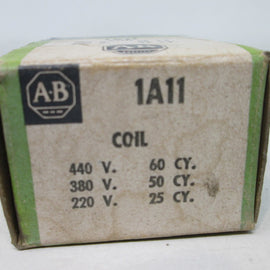 A-B
1A11
COIL
440 V. 60 CY.
380 V. 50 CY.
220 V. 25 CY.